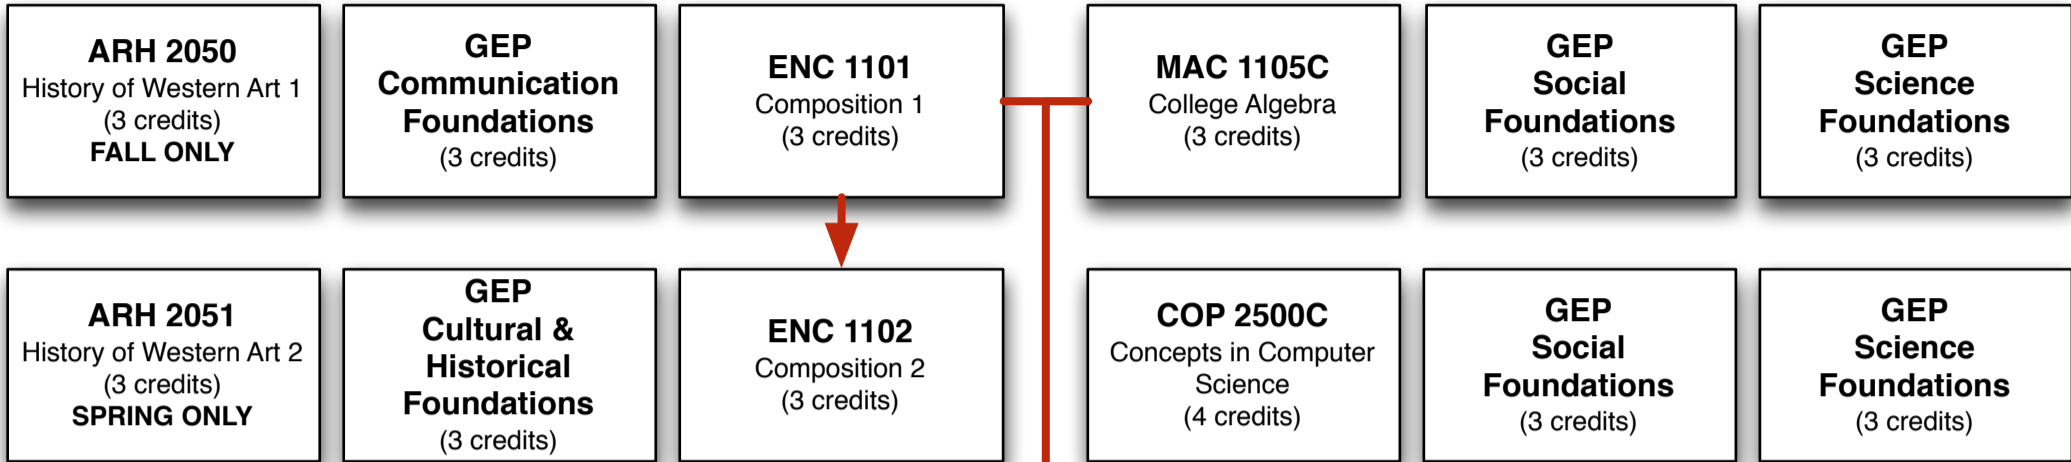 ARH 2050
History of Western Art 1
(3 credits)
FALL ONLY
GEP
Communication
Foundations
(3 credits)
ENC 1101
Composition 1
(3 credits)
MAC 1105C
College Algebra
(3 credits)
GEP
Social
Foundations
(3 credits)
GEP
Science
Foundations
(3 credits)
ARH 2051
History of Western Art 2
(3 credits)
SPRING ONLY
GEP
Cultural &
Historical
Foundations
(3 credits)
ENC 1102
Composition 2
(3 credits)
COP 2500C
Concepts in Computer
Science
(4 credits)
GEP
Social
Foundations
(3 credits)
GEP
Science
Foundations
(3 credits)